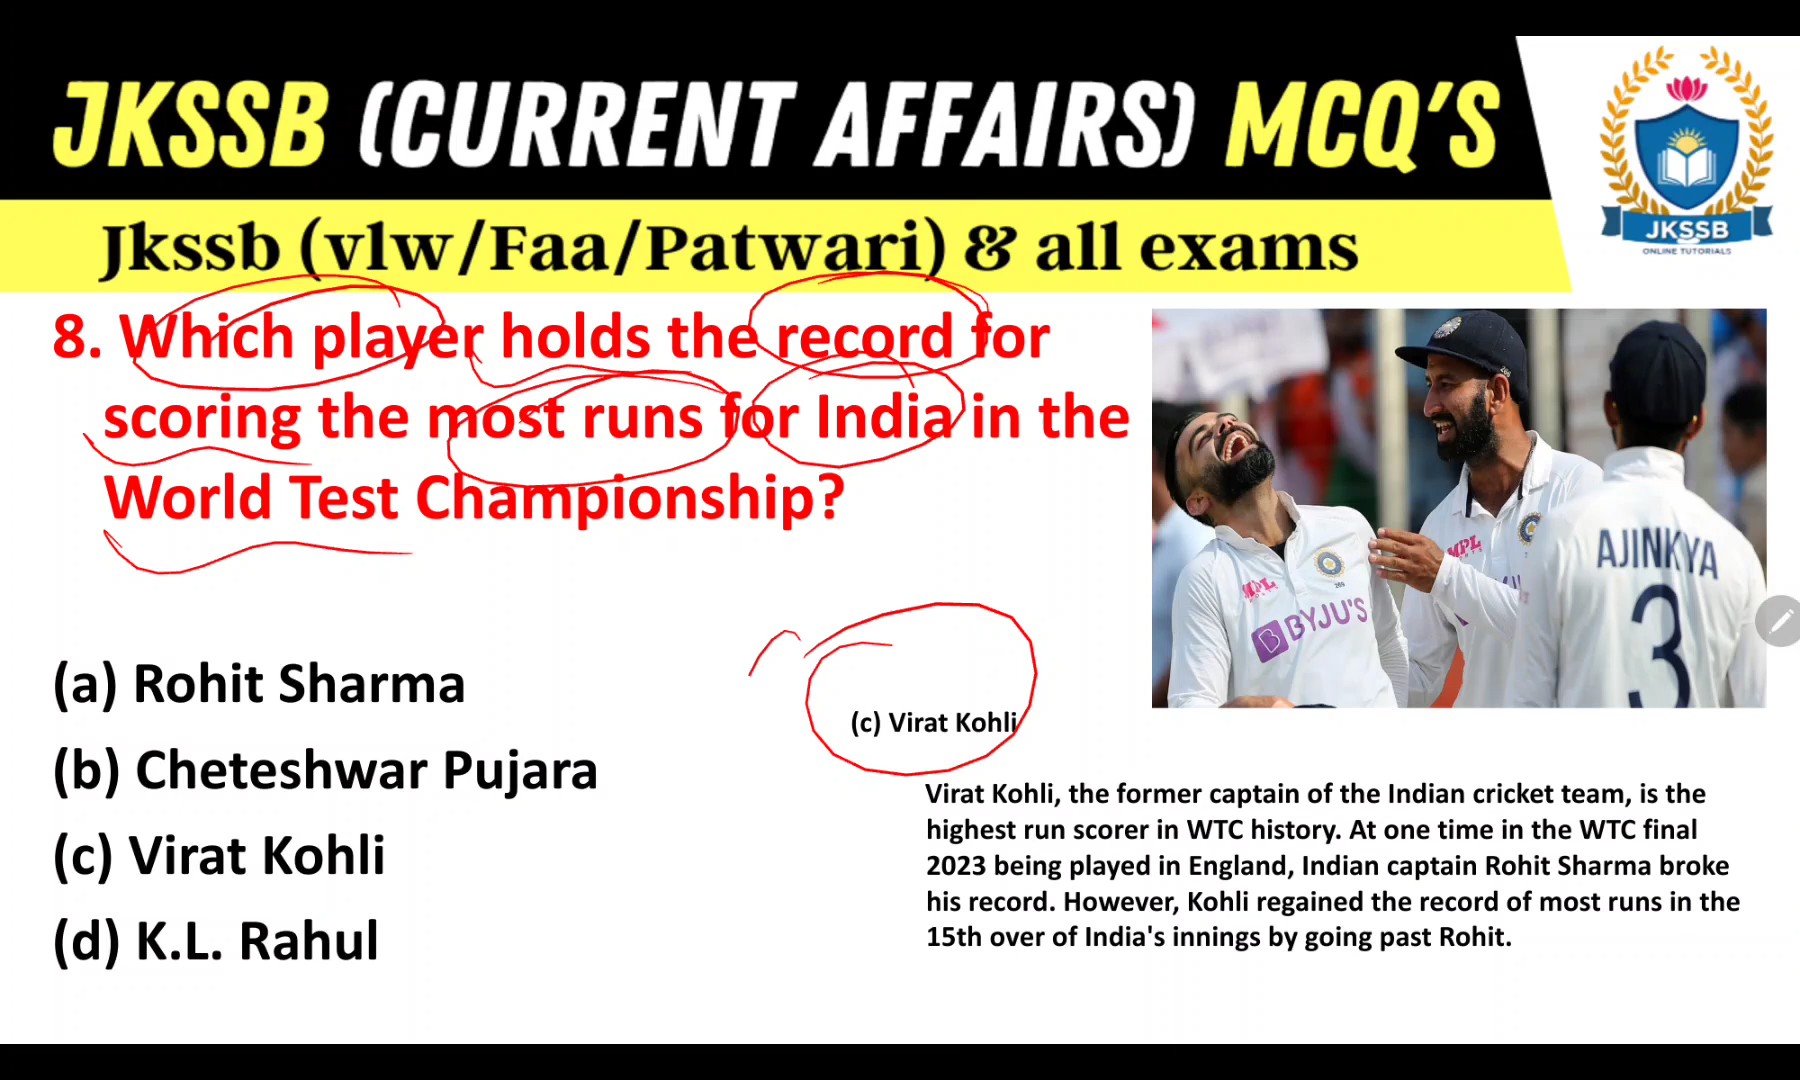 JKSSB (CURRENT AFFAIRS) MCQ'S
Jkssb (vlw/Faa/Patwari) & all exams
JKSSB
ONLINE TUTORIALS
8. Which player holds the record for
scoring the most runs for India in the
World Test Championship?
(a) Rohit Sharma
(b) Cheteshwar Pujara
(c) Virat Kohli
(d) K.L. Rahul
(c) Virat Kohli
MPL
BYJU'S
MPL
AJINKYA
3
Virat Kohli, the former captain of the Indian cricket team, is the
highest run scorer in WTC history. At one time in the WTC final
2023 being played in England, Indian captain Rohit Sharma broke
his record. However, Kohli regained the record of most runs in the
15th over of India's innings by going past Rohit.